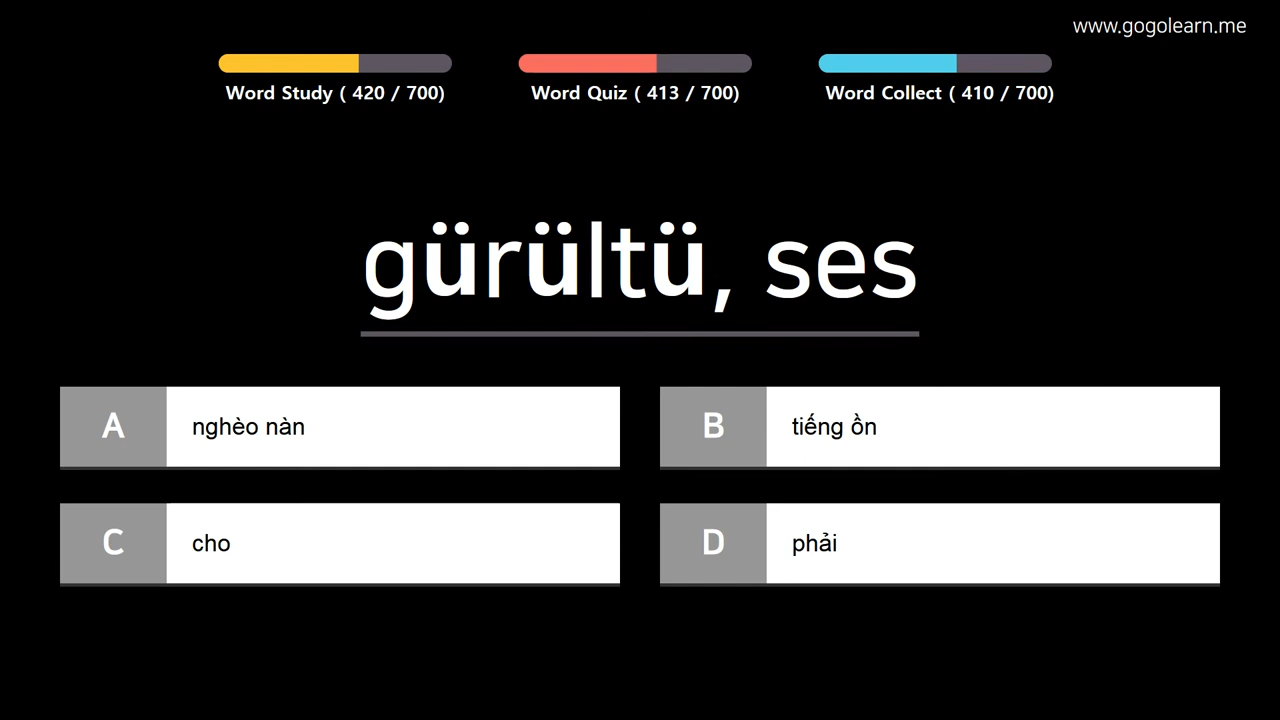 www.gogolearn.me
Word Study ( 420 / 700)
Word Quiz ( 413 / 700)
Word Collect ( 410 / 700)
gürültü, ses
A nghèo nàn
B tiếng ồn
C cho
D phải